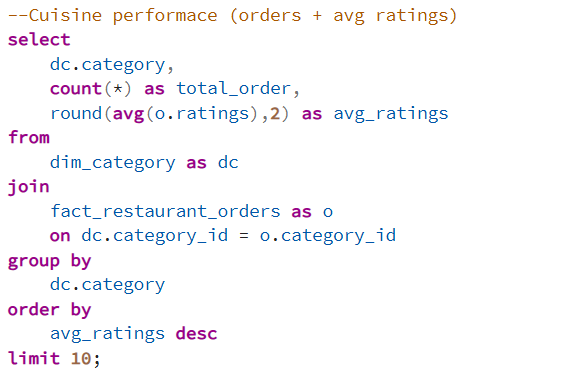 --Cuisine performace (orders + avg ratings)
select
    dc.category,
    count(*) as total_order,
    round(avg(o.ratings),2) as avg_ratings
from
    dim_category as dc
join
    fact_restaurant_orders as o
    on dc.category_id = o.category_id
group by
    dc.category
order by
    avg_ratings desc
limit 10;